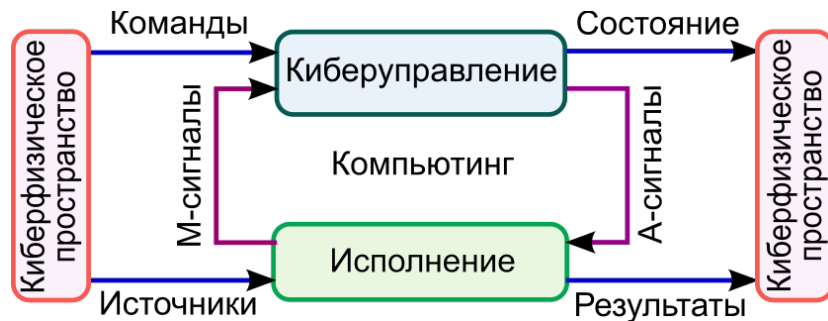 Команды
Состояние
Киберфизическое
пространство
Киберуправление
М-сигналы
Компьютинг
А-сигналы
Киберфизическое
пространство
Исполнение
Источники
Результаты